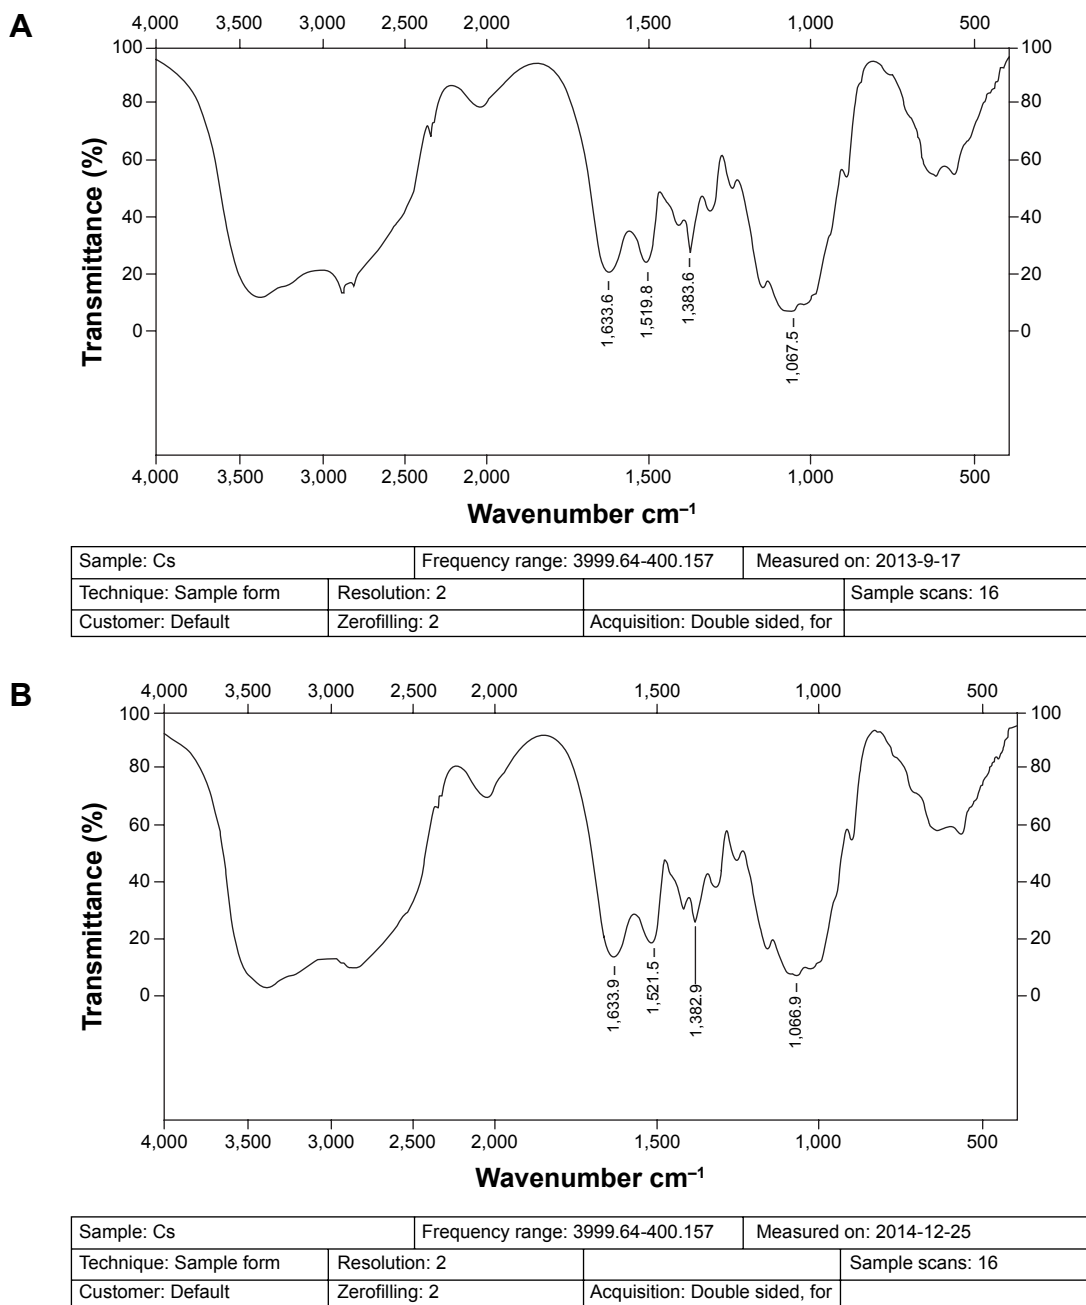 A
4,000 3,500 3,000 2,500 2,000 1,500 1,000 500
100 100
80 80
60 60
40 40
20 20
0 0
Transmittance (%)
1,633.6
1,519.8
1,383.6
1,067.5
4,000 3,500 3,000 2,500 2,000 1,500 1,000 500
Wavenumber cm⁻¹
Sample: Cs Frequency range: 3999.64-400.157 Measured on: 2013-9-17
Technique: Sample form Resolution: 2 Sample scans: 16
Customer: Default Zerofilling: 2 Acquisition: Double sided, for
B
4,000 3,500 3,000 2,500 2,000 1,500 1,000 500
100 100
80 80
60 60
40 40
20 20
0 0
Transmittance (%)
1,633.9
1,521.5
1,382.9
1,066.9
4,000 3,500 3,000 2,500 2,000 1,500 1,000 500
Wavenumber cm⁻¹
Sample: Cs Frequency range: 3999.64-400.157 Measured on: 2014-12-25
Technique: Sample form Resolution: 2 Sample scans: 16
Customer: Default Zerofilling: 2 Acquisition: Double sided, for